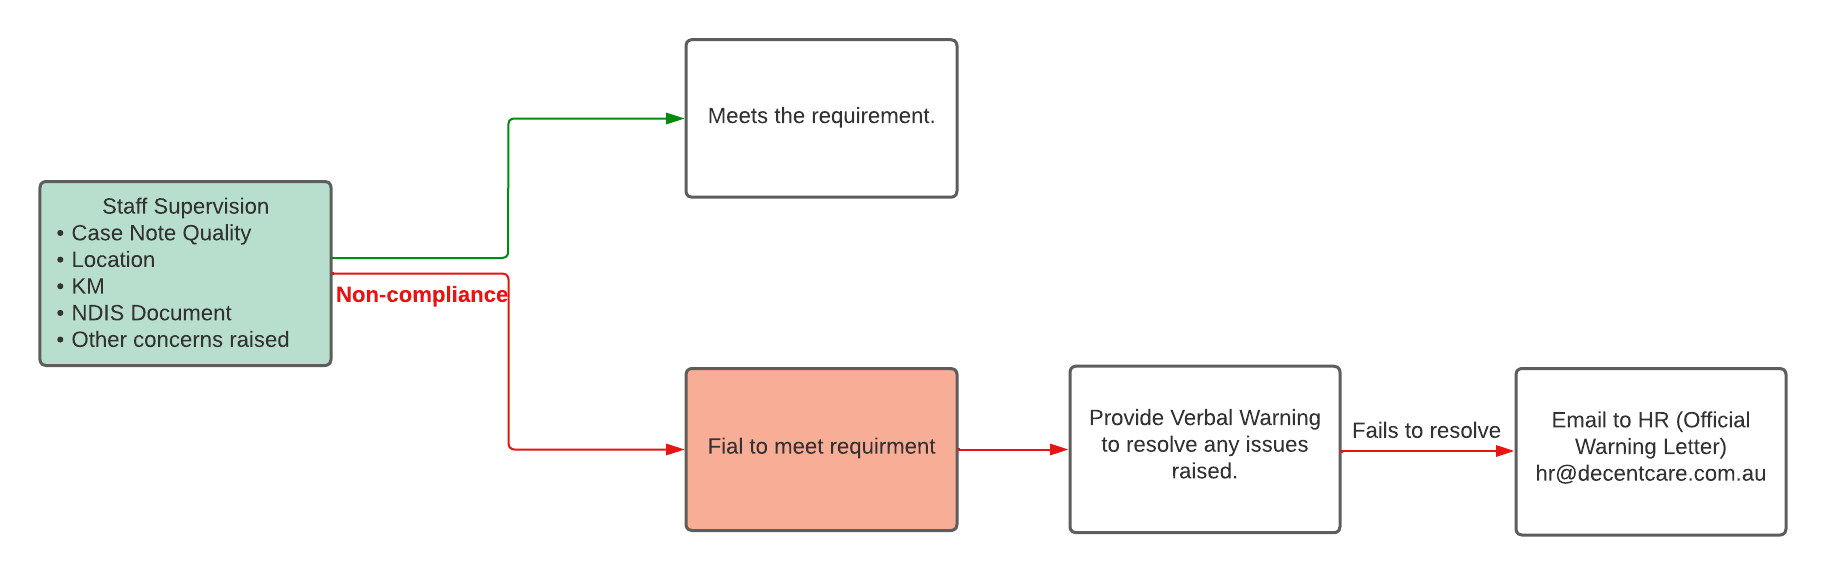 Meets the requirement.
Staff Supervision
• Case Note Quality
• Location
• KM
• NDIS Document
• Other concerns raised
Non-compliance
Fial to meet requirment
Provide Verbal Warning
to resolve any issues
raised.
Fails to resolve
Email to HR (Official
Warning Letter)
hr@decentcare.com.au